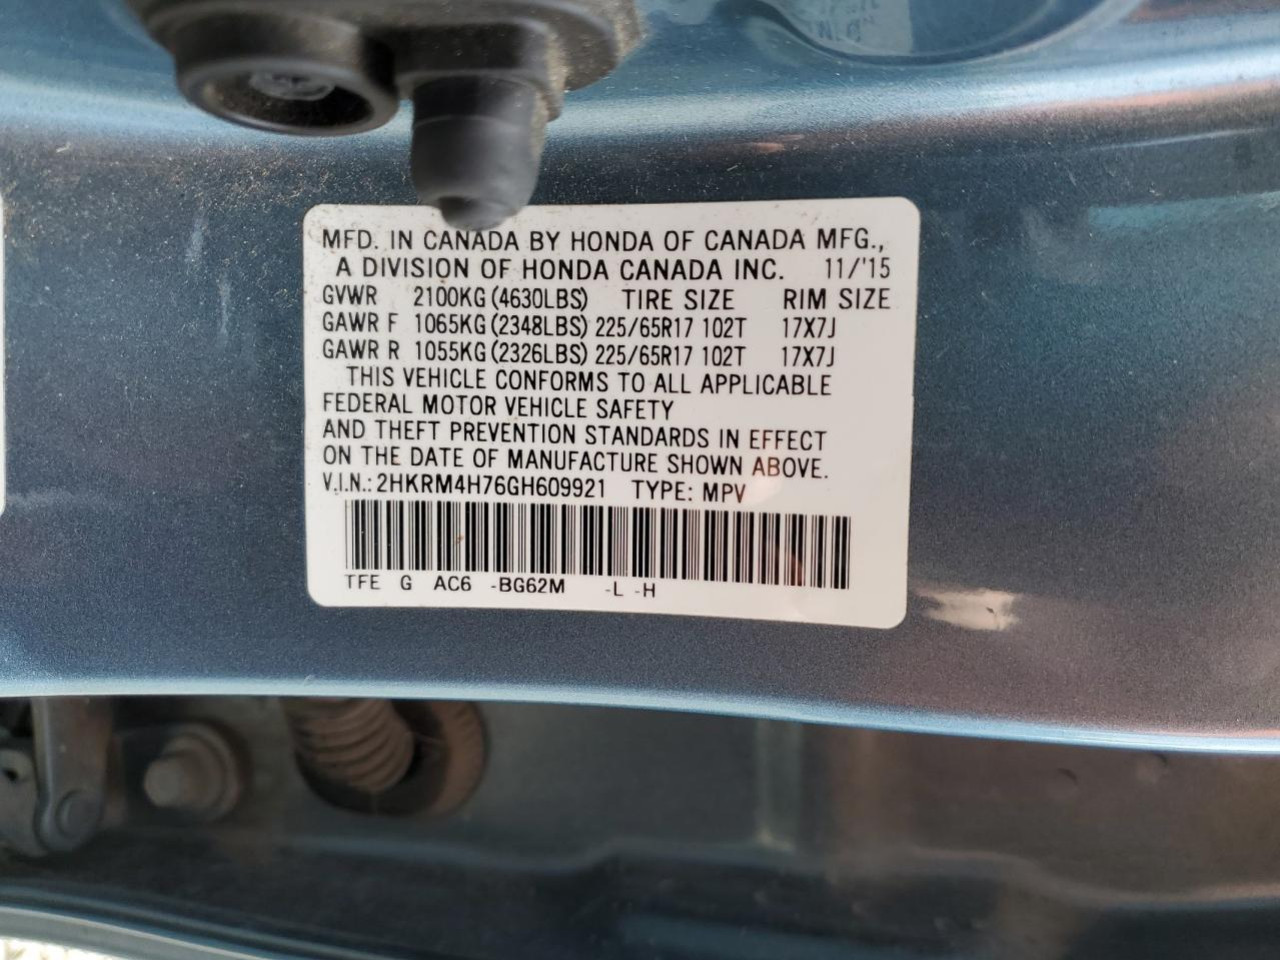 MFD. IN CANADA BY HONDA OF CANADA MFG.,
A DIVISION OF HONDA CANADA INC. 11/'15
GVWR 2100KG (4630LBS) TIRE SIZE RIM SIZE
GAWR F 1065KG (2348LBS) 225/65R17 102T 17X7J
GAWR R 1055KG (2326LBS) 225/65R17 102T 17X7J
THIS VEHICLE CONFORMS TO ALL APPLICABLE
FEDERAL MOTOR VEHICLE SAFETY
AND THEFT PREVENTION STANDARDS IN EFFECT
ON THE DATE OF MANUFACTURE SHOWN ABOVE.
V.I.N.: 2HKRM4H76GH609921 TYPE: MPV
TFE G AC6 -BG62M -L -H